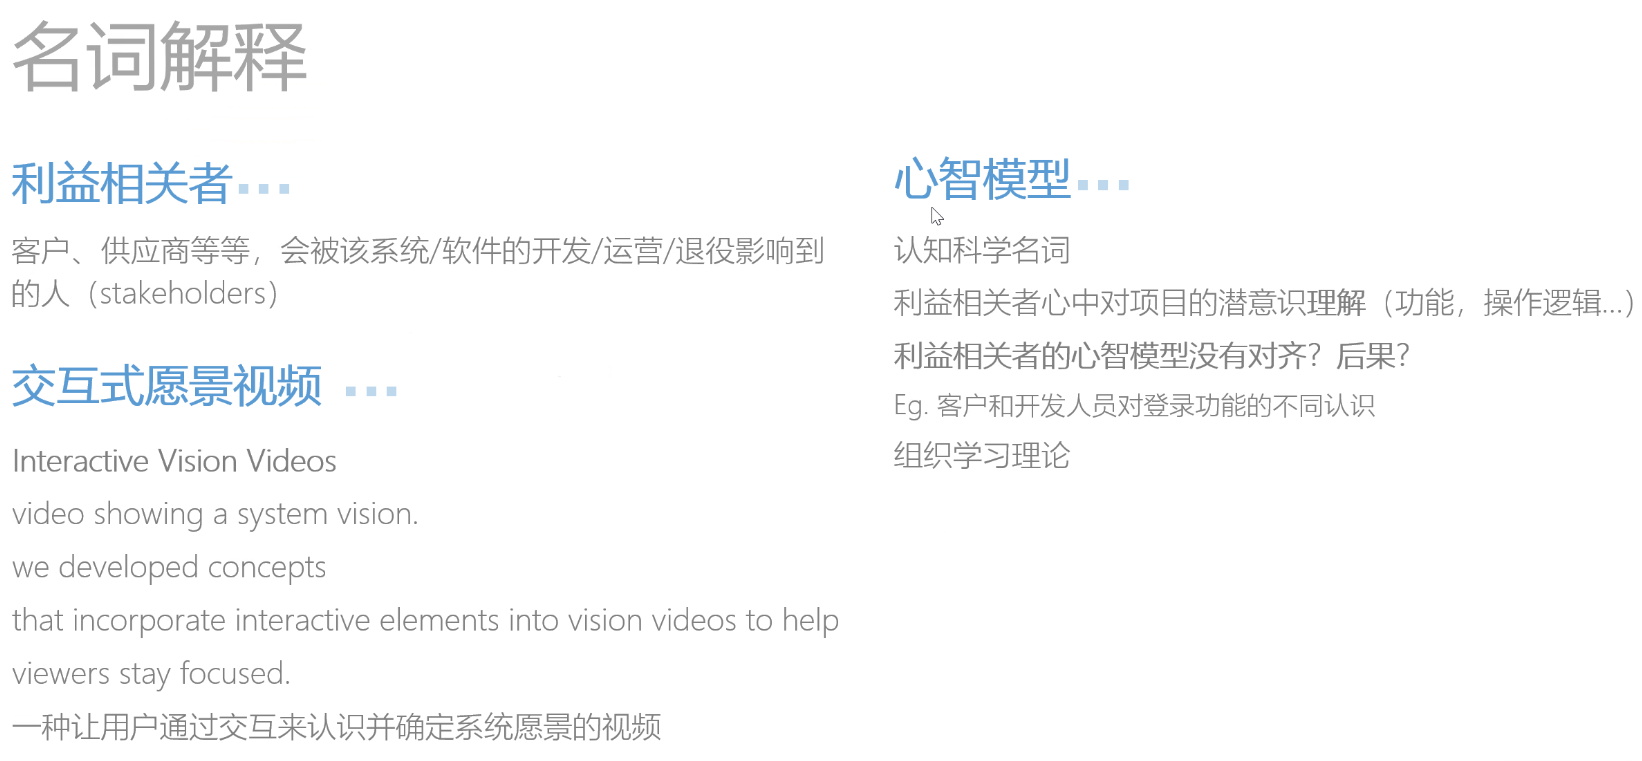 名词解释
利益相关者...
客户、供应商等等，会被该系统/软件的开发/运营/退役影响到
的人（stakeholders）
交互式愿景视频 ...
Interactive Vision Videos
video showing a system vision.
we developed concepts
that incorporate interactive elements into vision videos to help
viewers stay focused.
一种让用户通过交互来认识并确定系统愿景的视频
心智模型...
认知科学名词
利益相关者心中对项目的潜意识理解（功能，操作逻辑...）
利益相关者的心智模型没有对齐？后果？
Eg. 客户和开发人员对登录功能的不同认识
组织学习理论